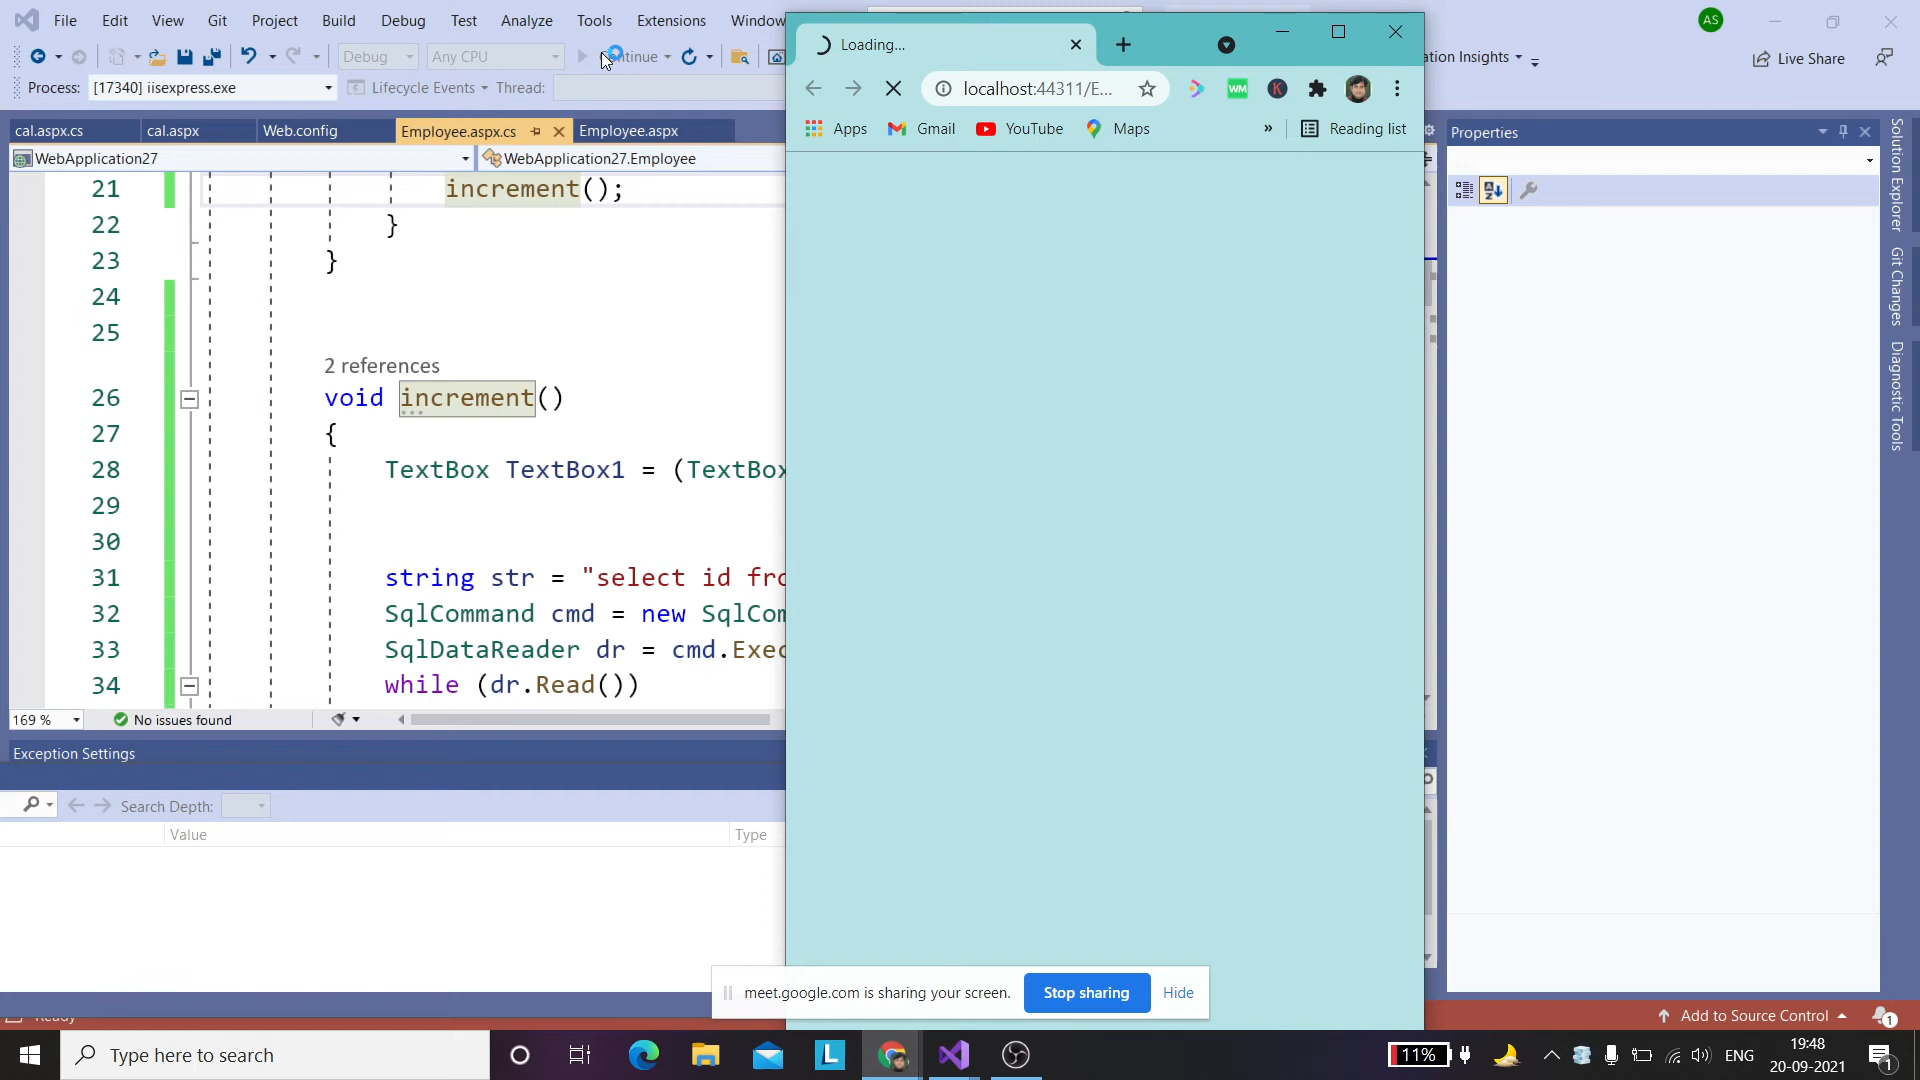 File Edit View Git Project Build Debug Test Analyze Tools Extensions Window
AS
Debug Any CPU
ation Insights Live Share
Process: [17340] iisexpress.exe Lifecycle Events Thread:
Loading...
localhost:44311/E...
WM K
Apps Gmail YouTube Maps » Reading list
cal.aspx.cs cal.aspx Web.config Employee.aspx.cs Employee.aspx
WebApplication27 WebApplication27.Employee
21 increment();
22 }
23 }
24
25
2 references
26 void increment()
27 {
28 TextBox TextBox1 = (TextBox
29
30
31 string str = "select id fro
32 SqlCommand cmd = new SqlCom
33 SqlDataReader dr = cmd.Exec
34 while (dr.Read())
169 % No issues found
Exception Settings
Search Depth:
Value Type
Properties
Solution Explorer
Git Changes
Diagnostic Tools
meet.google.com is sharing your screen. Stop sharing Hide
Add to Source Control 1
Type here to search
L
11% ENG
19:48
20-09-2021
1